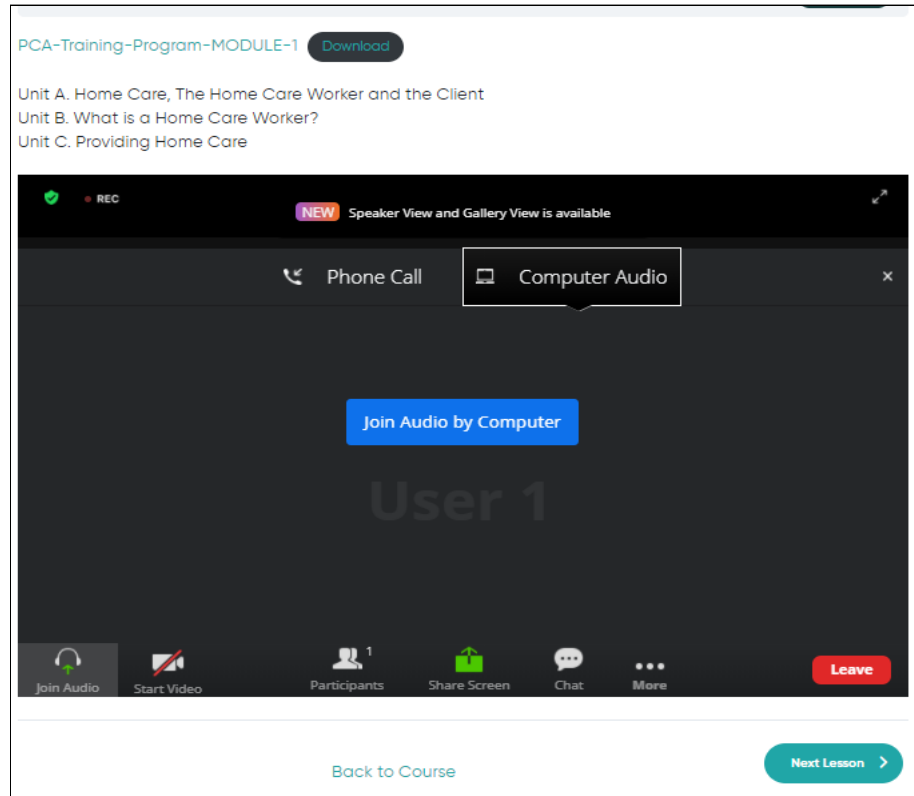 PCA-Training-Program-MODULE-1 Download
Unit A. Home Care, The Home Care Worker and the Client
Unit B. What is a Home Care Worker?
Unit C. Providing Home Care
REC
NEW Speaker View and Gallery View is available
Phone Call Computer Audio
Join Audio by Computer
User 1
1
Join Audio Start Video Participants Share Screen Chat More Leave
Back to Course
Next Lesson